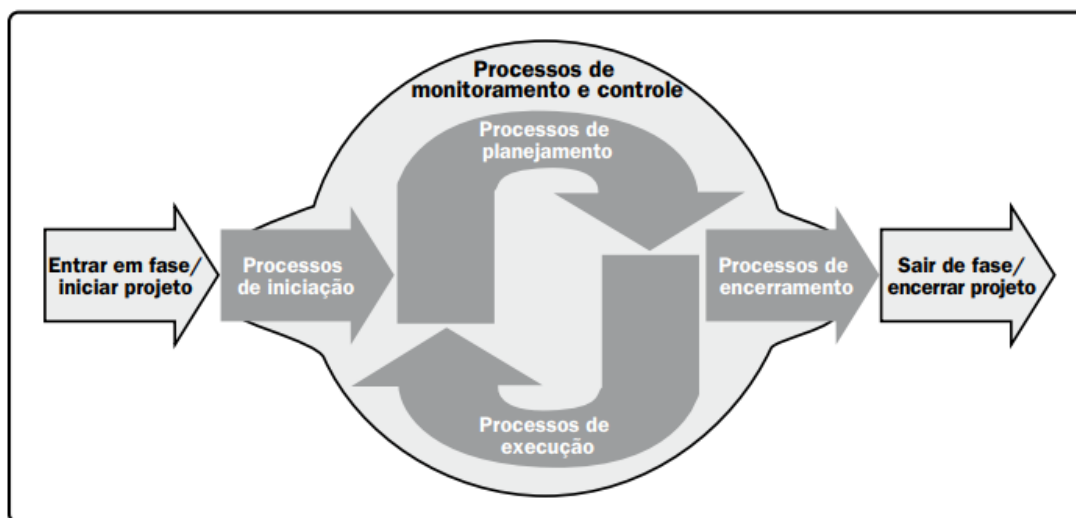 Processos de
monitoramento e controle
Processos de
planejamento
Entrar em fase/
iniciar projeto
Processos
de iniciação
Processos de
encerramento
Sair de fase/
encerrar projeto
Processos de
execução